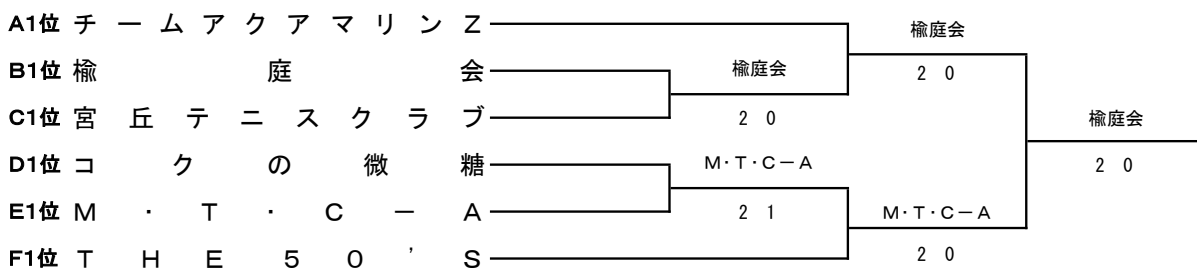 A1位 チームアクアマリンZ
楡庭会
B1位 楡庭会
楡庭会
2 0
C1位 宮丘テニスクラブ
2 0
楡庭会
D1位 コクの微糖
M・T・C－A
2 0
E1位 M・T・C－A
2 1
M・T・C－A
F1位 THE50'S
2 0